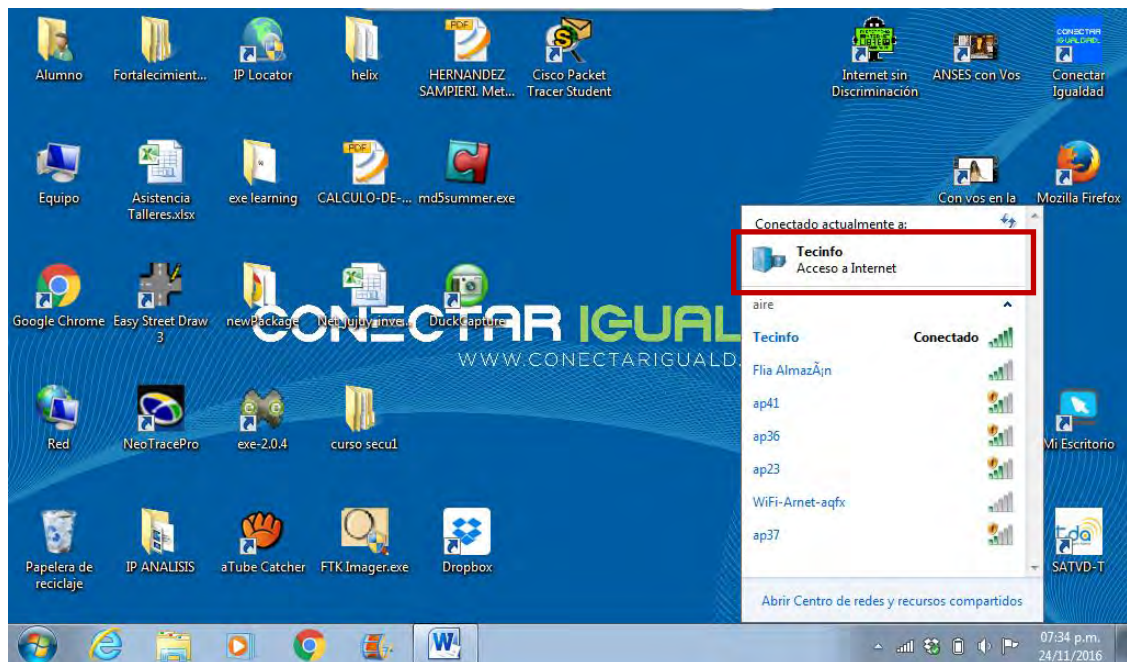 Alumno
Fortalecimient...
IP Locator
helix
HERNANDEZ
SAMPIERI. Met...
Cisco Packet
Tracer Student
Internet sin
Discriminación
ANSES con Vos
CONECTAR
IGUALDAD.
Conectar
Igualdad
Equipo
Asistencia
Talleres.xlsx
exe learning
CALCULO-DE-...
md5summer.exe
Con vos en la
Mozilla Firefox
Google Chrome
Easy Street Draw
3
newPackage
Net_jujuy_inve...
DuckCapture
CONECTAR IGUAL
WWW.CONECTARIGUALD.
Red
NeoTracePro
exe-2.0.4
curso secu1
Mi Escritorio
Papelera de
reciclaje
IP ANALISIS
aTube Catcher
FTK Imager.exe
Dropbox
tda
SATVD-T
Conectado actualmente a:
Tecinfo
Acceso a Internet
aire
Tecinfo Conectado
Flia AlmazÃ¡n
ap41
ap36
ap23
WiFi-Arnet-aqfx
ap37
Abrir Centro de redes y recursos compartidos
07:34 p.m.
24/11/2016